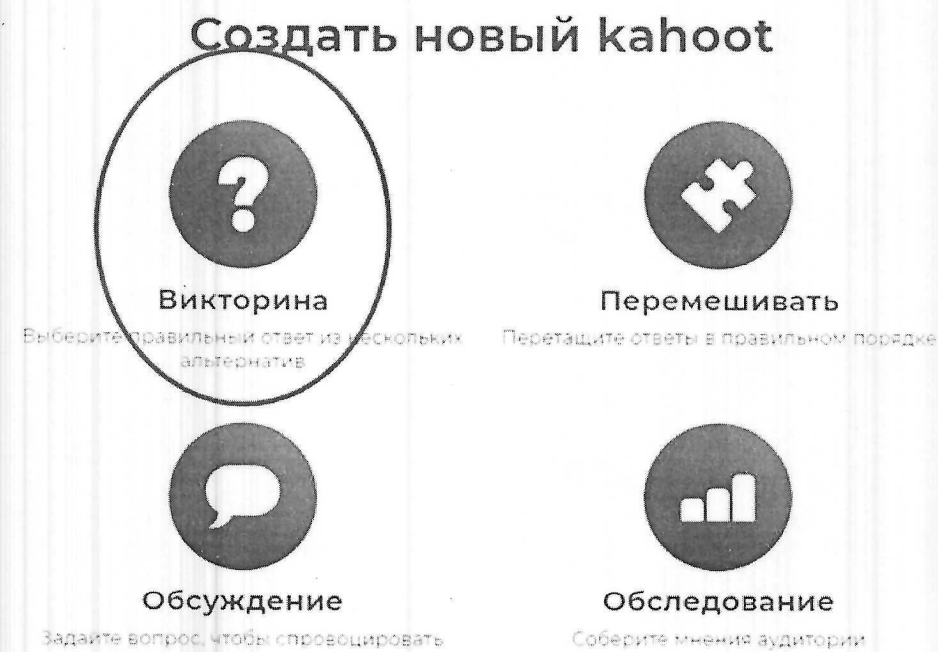 Создать новый kahoot
Викторина
Перемешивать
Выберите правильный ответ из нескольких
альтернатив
Перетащите ответы в правильном порядке
Обсуждение
Обследование
Задайте вопрос, чтобы спровоцировать
Соберите мнения аудитории